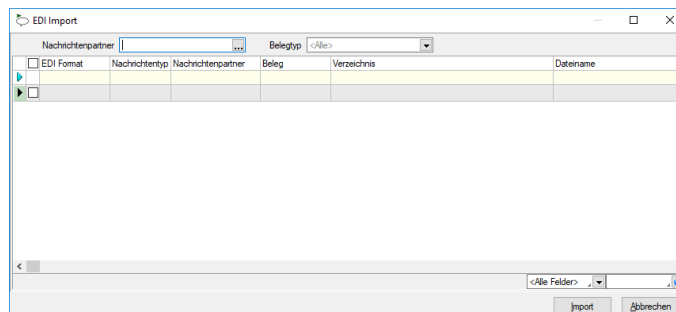 EDI Import
Nachrichtenpartner ... Belegtyp <Alle>
EDI Format Nachrichtentyp Nachrichtenpartner Beleg Verzeichnis Dateiname
<Alle Felder>
Import Abbrechen